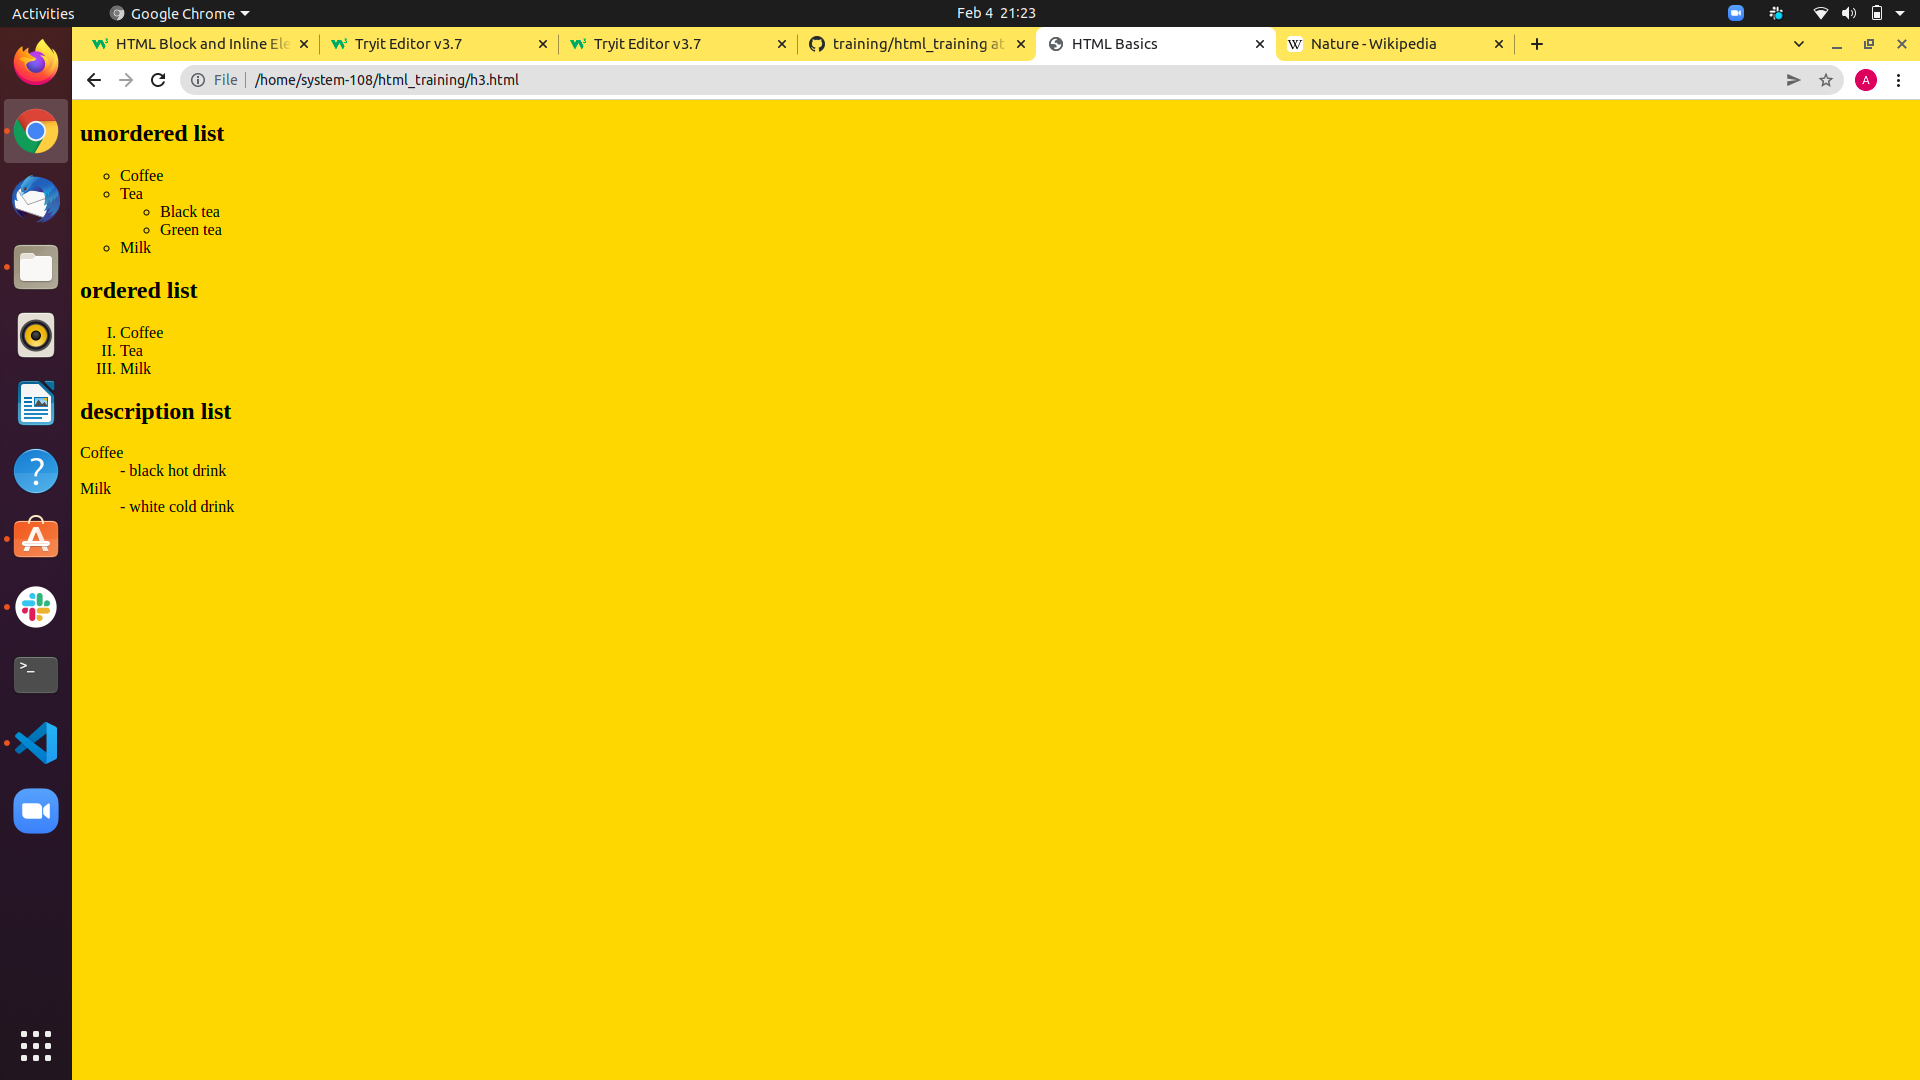 Activities
Google Chrome
Feb 4 21:23
HTML Block and Inline Ele
Tryit Editor v3.7
Tryit Editor v3.7
training/html_training at
HTML Basics
Nature - Wikipedia
File
/home/system-108/html_training/h3.html
A
unordered list
Coffee
Tea
Black tea
Green tea
Milk
ordered list
I. Coffee
II. Tea
III. Milk
description list
Coffee
- black hot drink
Milk
- white cold drink